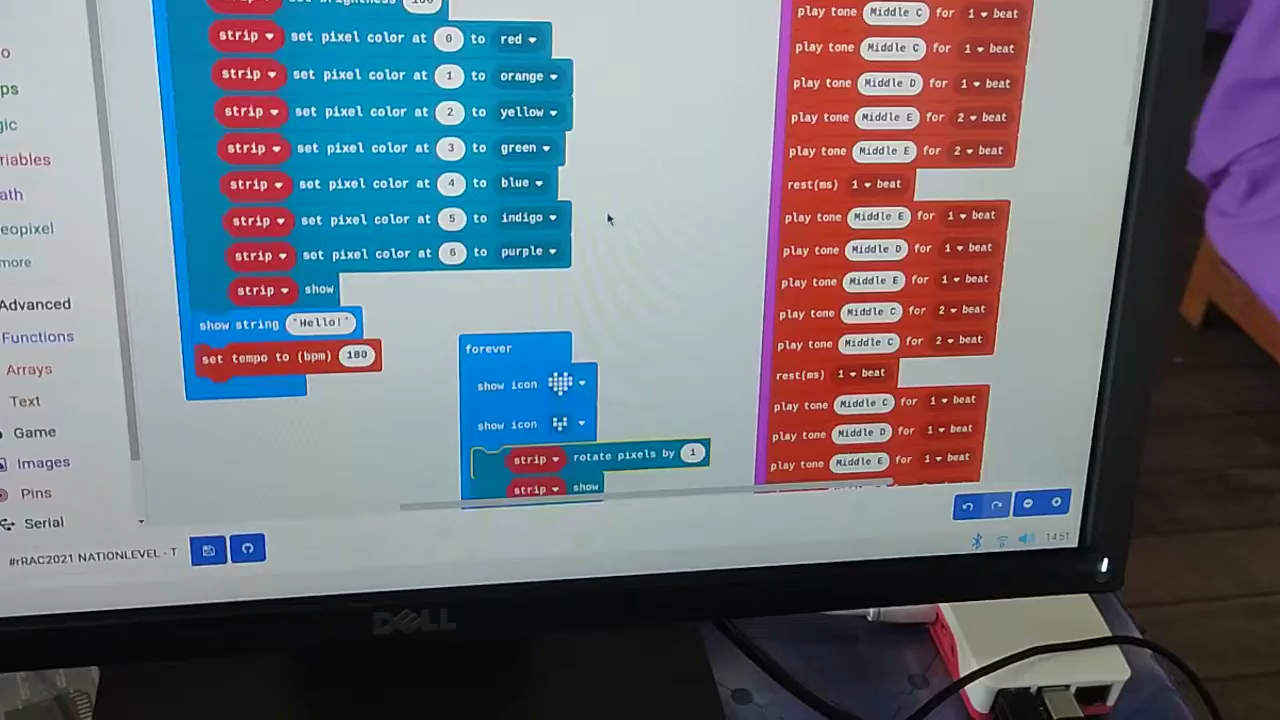 strip set pixel color at 0 to red
strip set pixel color at 1 to orange
strip set pixel color at 2 to yellow
strip set pixel color at 3 to green
strip set pixel color at 4 to blue
strip set pixel color at 5 to indigo
strip set pixel color at 6 to purple
strip show
show string "Hello!"
set tempo to (bpm) 180
forever
show icon
show icon
strip rotate pixels by 1
strip show
play tone Middle C for 1 beat
play tone Middle C for 1 beat
play tone Middle D for 1 beat
play tone Middle E for 2 beat
play tone Middle E for 2 beat
rest(ms) 1 beat
play tone Middle E for 1 beat
play tone Middle D for 1 beat
play tone Middle E for 1 beat
play tone Middle C for 2 beat
play tone Middle C for 2 beat
rest(ms) 1 beat
play tone Middle C for 1 beat
play tone Middle D for 1 beat
play tone Middle E for 1 beat
ps
gic
riables
ath
eopixel
more
Advanced
Functions
Arrays
Text
Game
Images
Pins
Serial
#rRAC2021 NATIONLEVEL - T
14:51
DELL